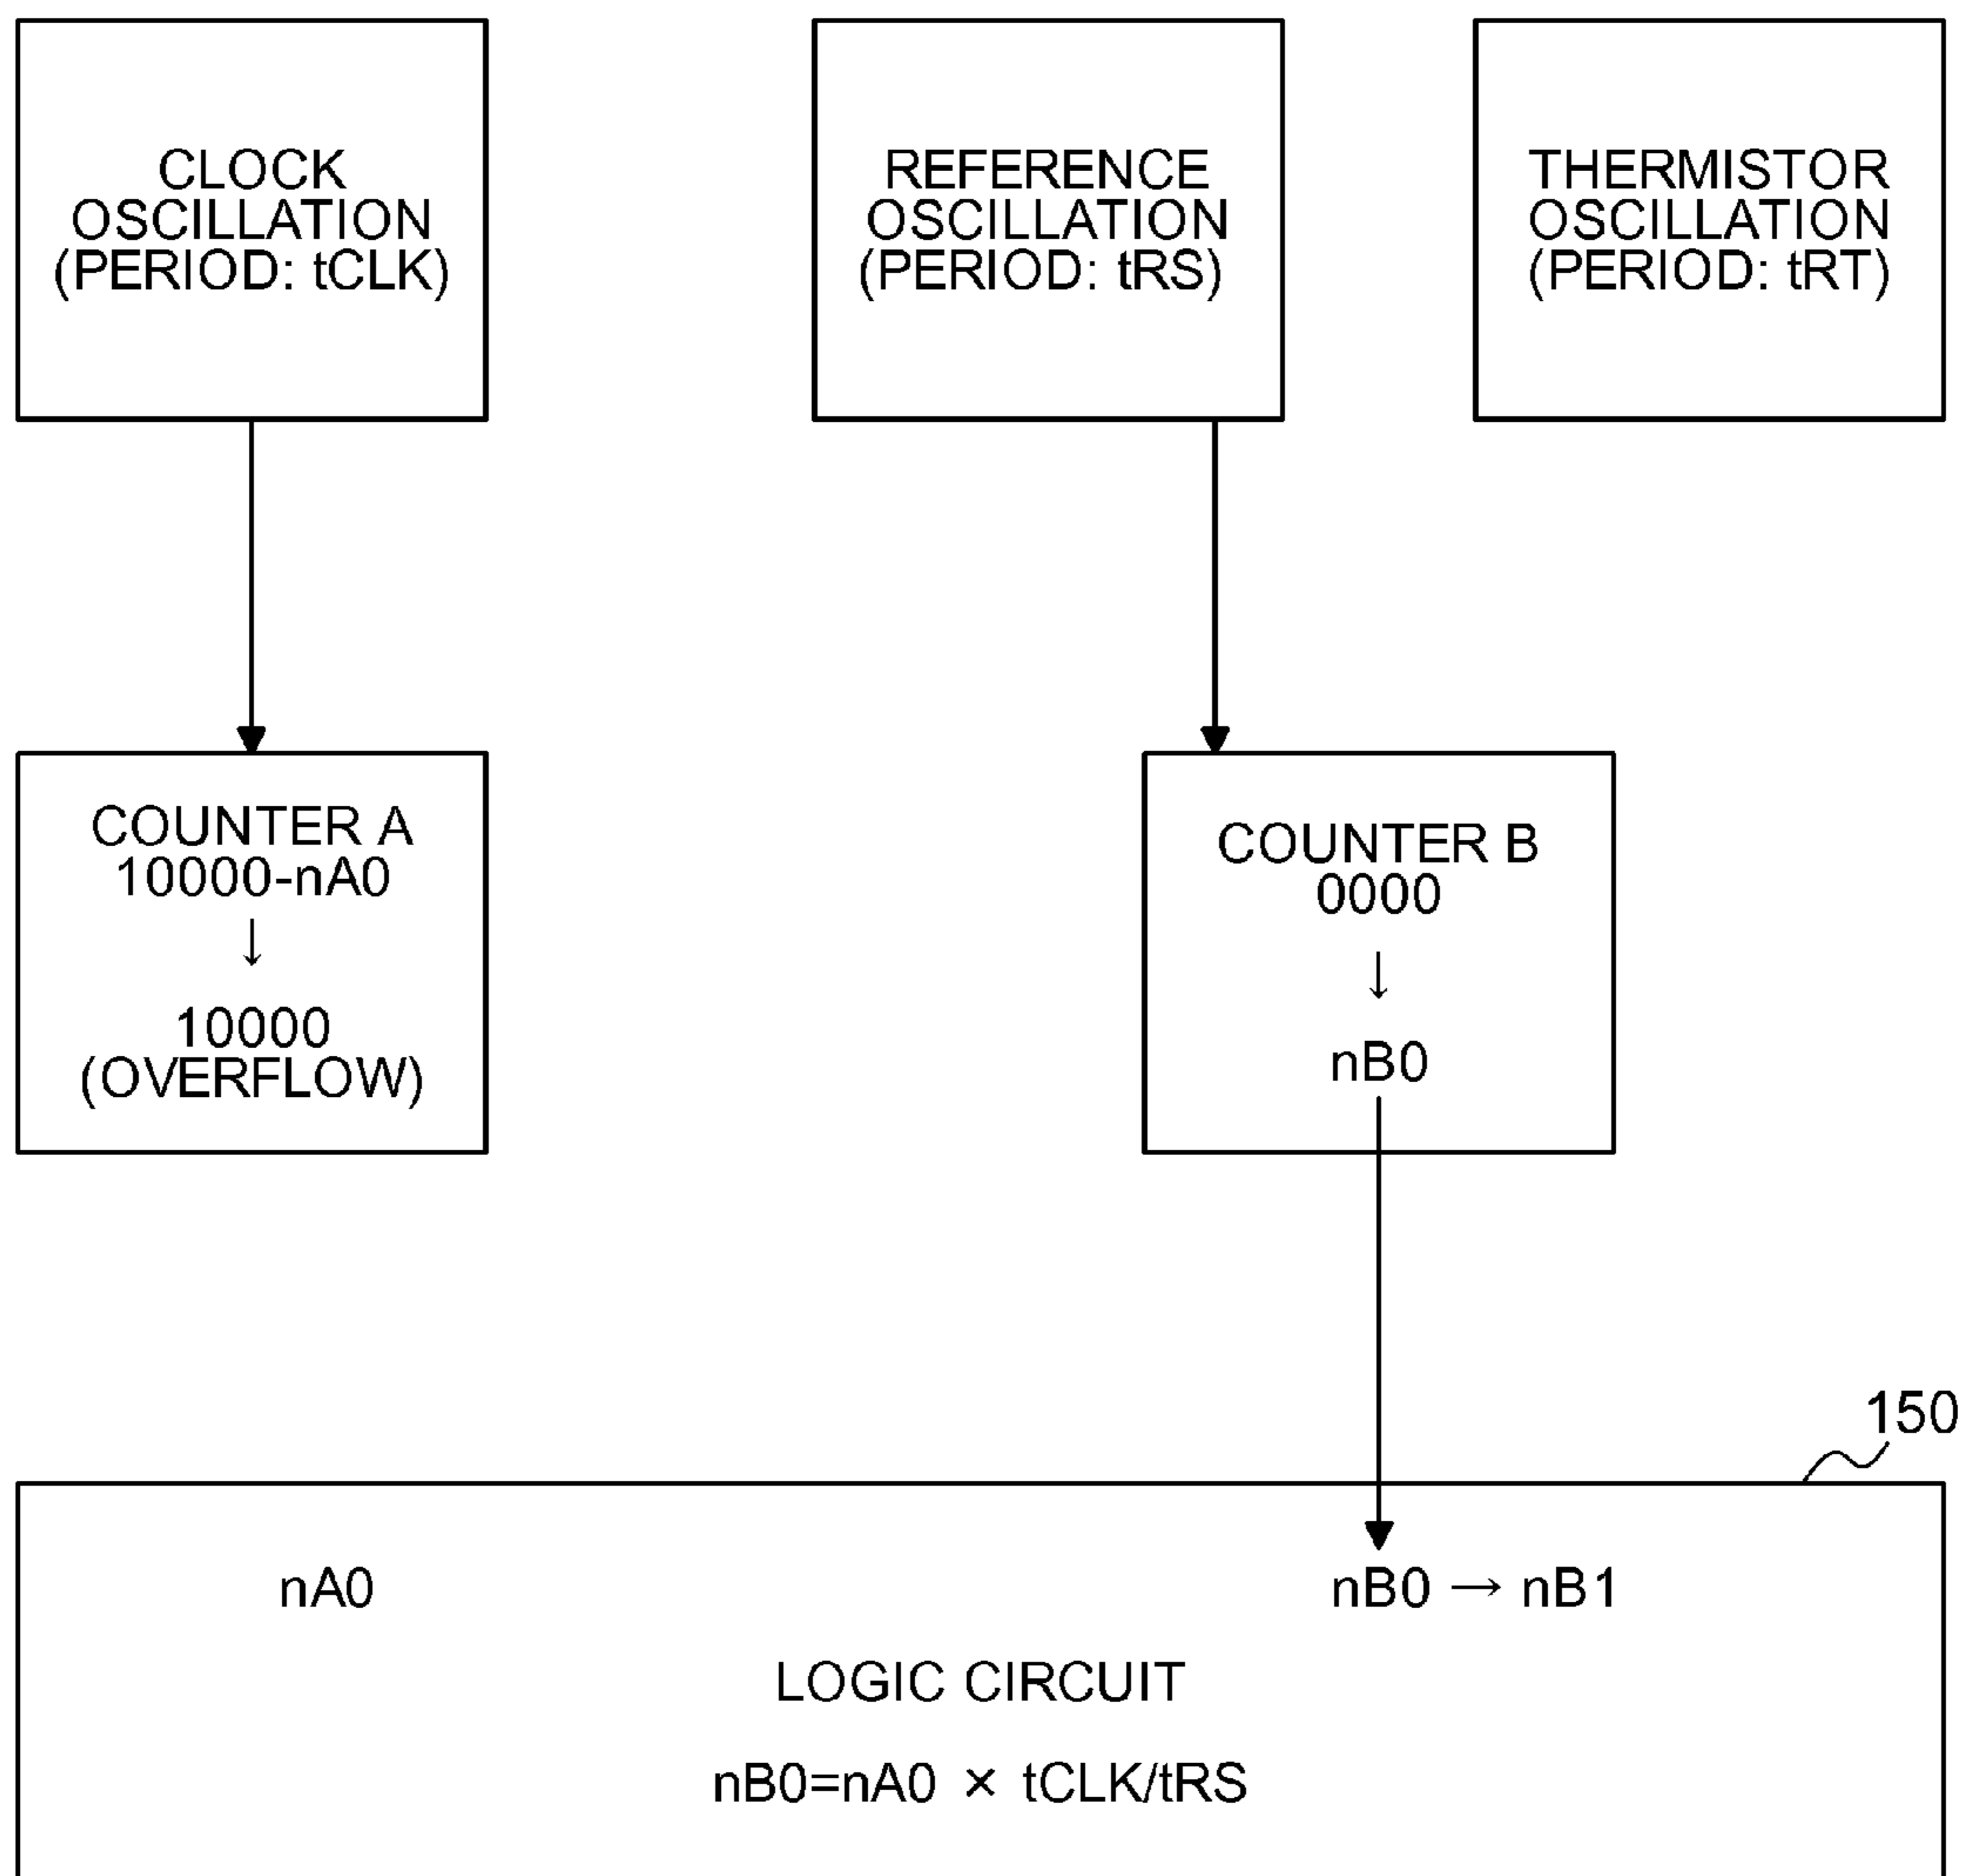 CLOCK
OSCILLATION
(PERIOD: tCLK)
REFERENCE
OSCILLATION
(PERIOD: tRS)
THERMISTOR
OSCILLATION
(PERIOD: tRT)
COUNTER A
10000-nA0
↓
10000
(OVERFLOW)
COUNTER B
0000
↓
nB0
150
nA0
nB0 → nB1
LOGIC CIRCUIT
nB0=nA0 × tCLK/tRS